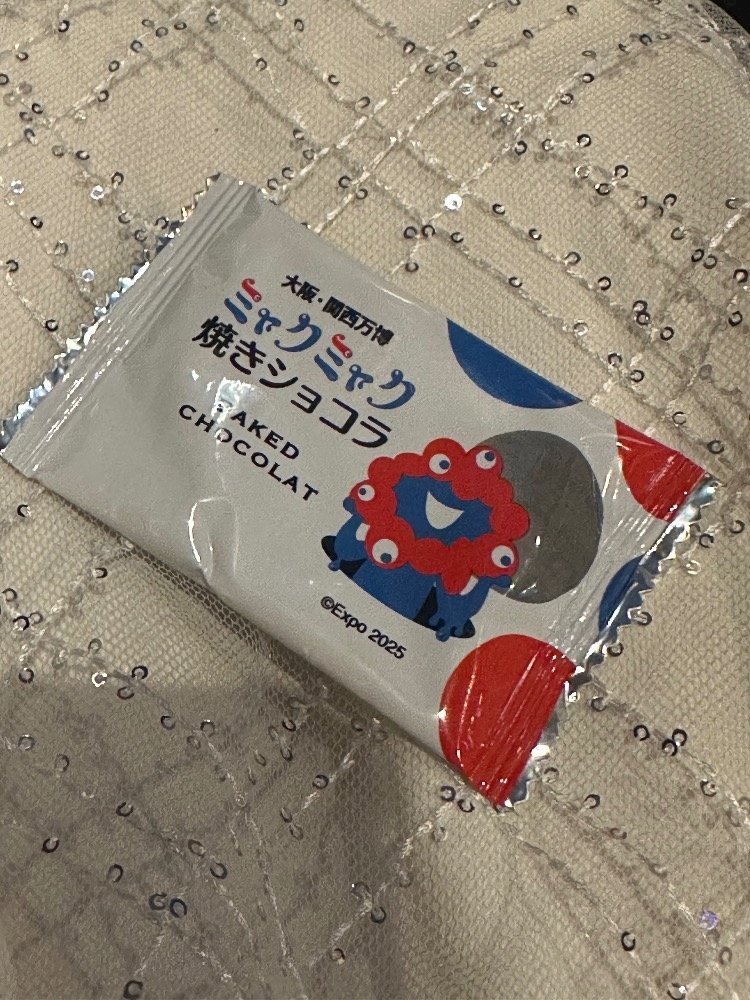 大阪・関西万博
ミャクミャク
焼きショコラ
BAKED
CHOCOLAT
©Expo 2025